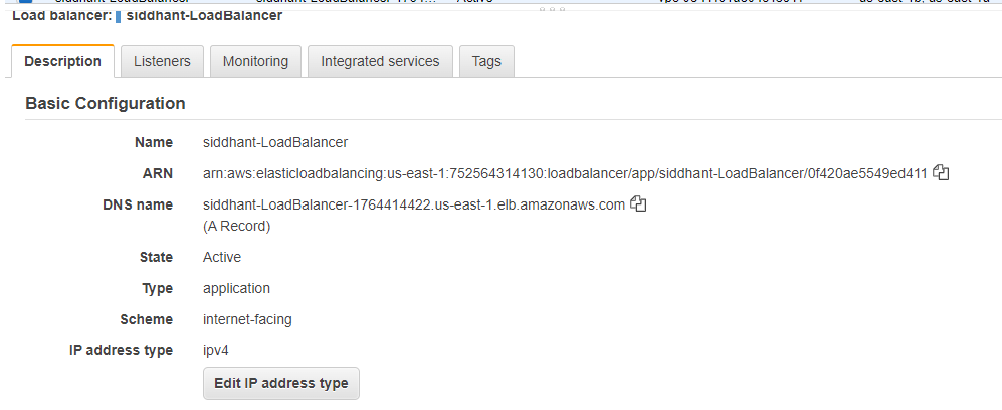 Load balancer: siddhant-LoadBalancer
Description Listeners Monitoring Integrated services Tags
Basic Configuration
Name siddhant-LoadBalancer
ARN arn:aws:elasticloadbalancing:us-east-1:752564314130:loadbalancer/app/siddhant-LoadBalancer/0f420ae5549ed411
DNS name siddhant-LoadBalancer-1764414422.us-east-1.elb.amazonaws.com
(A Record)
State Active
Type application
Scheme internet-facing
IP address type ipv4
Edit IP address type